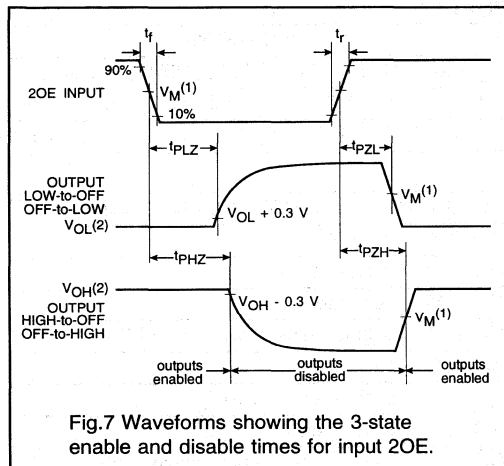 tf
tr
90%
2OE INPUT
VM(1)
10%
tPLZ
tPZL
OUTPUT
LOW-to-OFF
OFF-to-LOW
VOL(2)
VOL + 0.3 V
VM(1)
tPHZ
tPZH
VOH(2)
OUTPUT
HIGH-to-OFF
OFF-to-HIGH
VOH - 0.3 V
VM(1)
outputs
enabled
outputs
disabled
outputs
enabled
Fig.7 Waveforms showing the 3-state
enable and disable times for input 2OE.